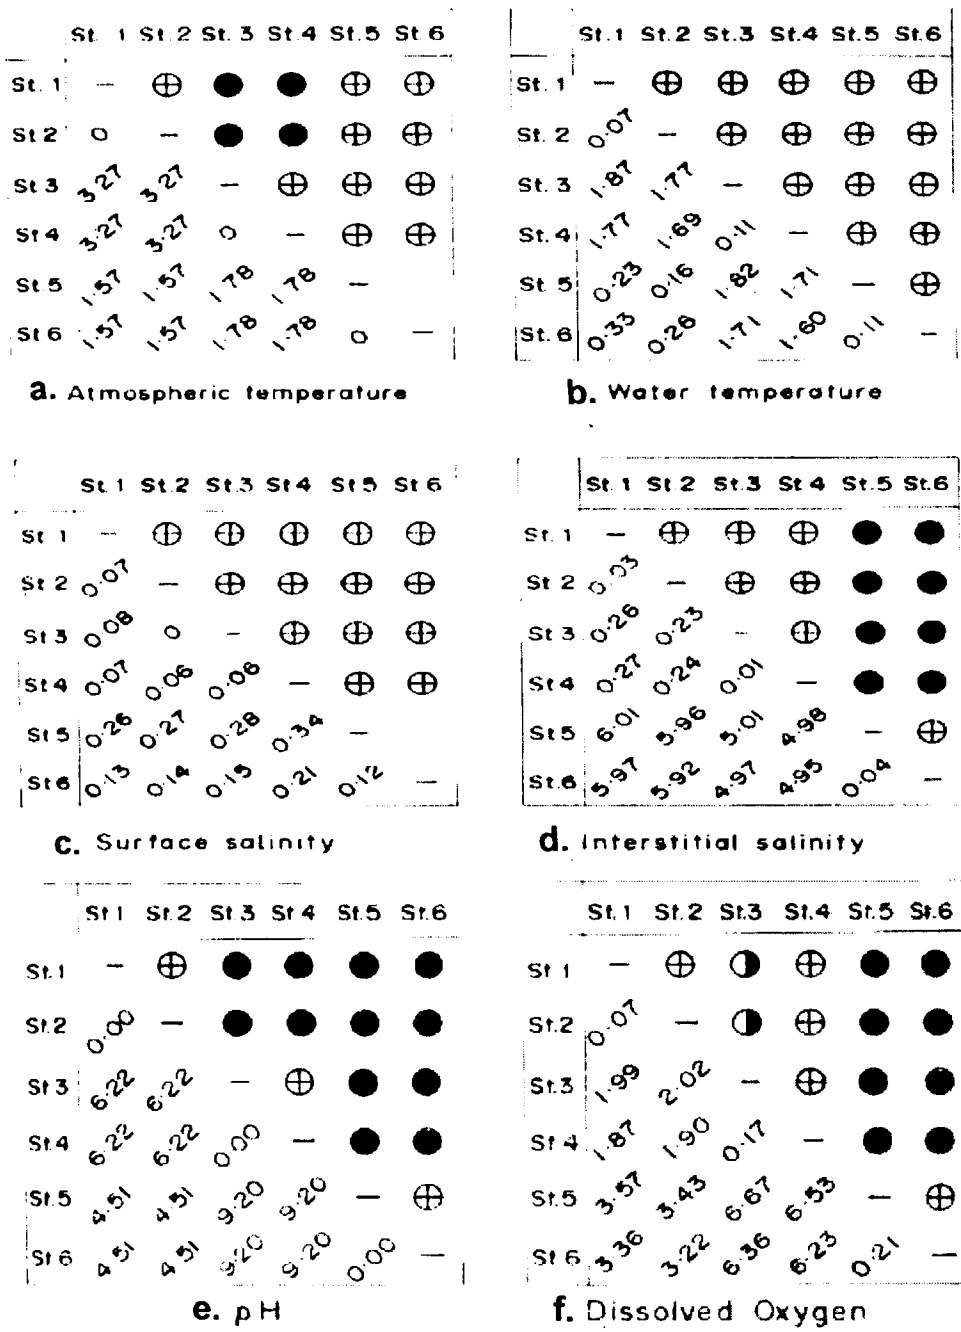 St. 1 St. 2 St. 3 St. 4 St. 5 St. 6
St. 1 –
St 2 0 –
St 3 3.27 3.27 –
St 4 3.27 3.27 0 –
St. 5 1.57 1.57 1.78 1.78 –
St 6 1.57 1.57 1.78 1.78 0 –
a. Atmospheric temperature
St. 1 St. 2 St. 3 St. 4 St. 5 St. 6
St. 1 –
St. 2 0.07 –
St. 3 1.87 1.77 –
St. 4 1.77 1.69 0.11 –
St. 5 0.23 0.16 1.82 1.71 –
St. 6 0.33 0.26 1.71 1.60 0.11 –
b. Water temperature
St. 1 St. 2 St. 3 St 4 St. 5 St 6
St 1 –
St 2 0.07 –
St 3 0.08 0 –
St 4 0.07 0.06 0.06 –
St 5 0.26 0.27 0.28 0.34 –
St 6 0.13 0.14 0.15 0.21 0.12 –
c. Surface salinity
St. 1 St 2 St. 3 St 4 St. 5 St. 6
St. 1 –
St 2 0.03 –
St 3 0.26 0.23 –
St 4 0.27 0.24 0.01 –
St 5 6.01 5.96 5.01 4.98 –
St. 6 5.97 5.92 4.97 4.95 0.04 –
d. Interstitial salinity
St 1 St. 2 St 3 St 4 St. 5 St. 6
St. 1 –
St. 2 0.00 –
St 3 6.22 6.22 –
St. 4 6.22 6.22 0.00 –
St. 5 4.51 4.51 9.20 9.20 –
St 6 4.51 4.51 9.20 9.20 0.00 –
e. pH
St. 1 St. 2 St. 3 St. 4 St. 5 St. 6
St 1 –
St. 2 0.07 –
St. 3 1.99 2.02 –
St 4 1.87 1.90 0.17 –
St. 5 3.57 3.43 6.67 6.53 –
St. 6 3.36 3.22 6.36 6.23 0.21 –
f. Dissolved Oxygen